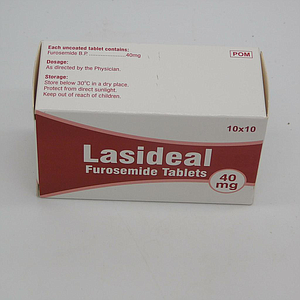 Each uncoated tablet contains:
Furosemide B.P. ................40mg
POM
Dosage:
As directed by the Physician.
Storage:
Store below 30°C in a dry place.
Protect from direct sunlight.
Keep out of reach of children.
10x10
Lasideal
Furosemide Tablets
40
mg